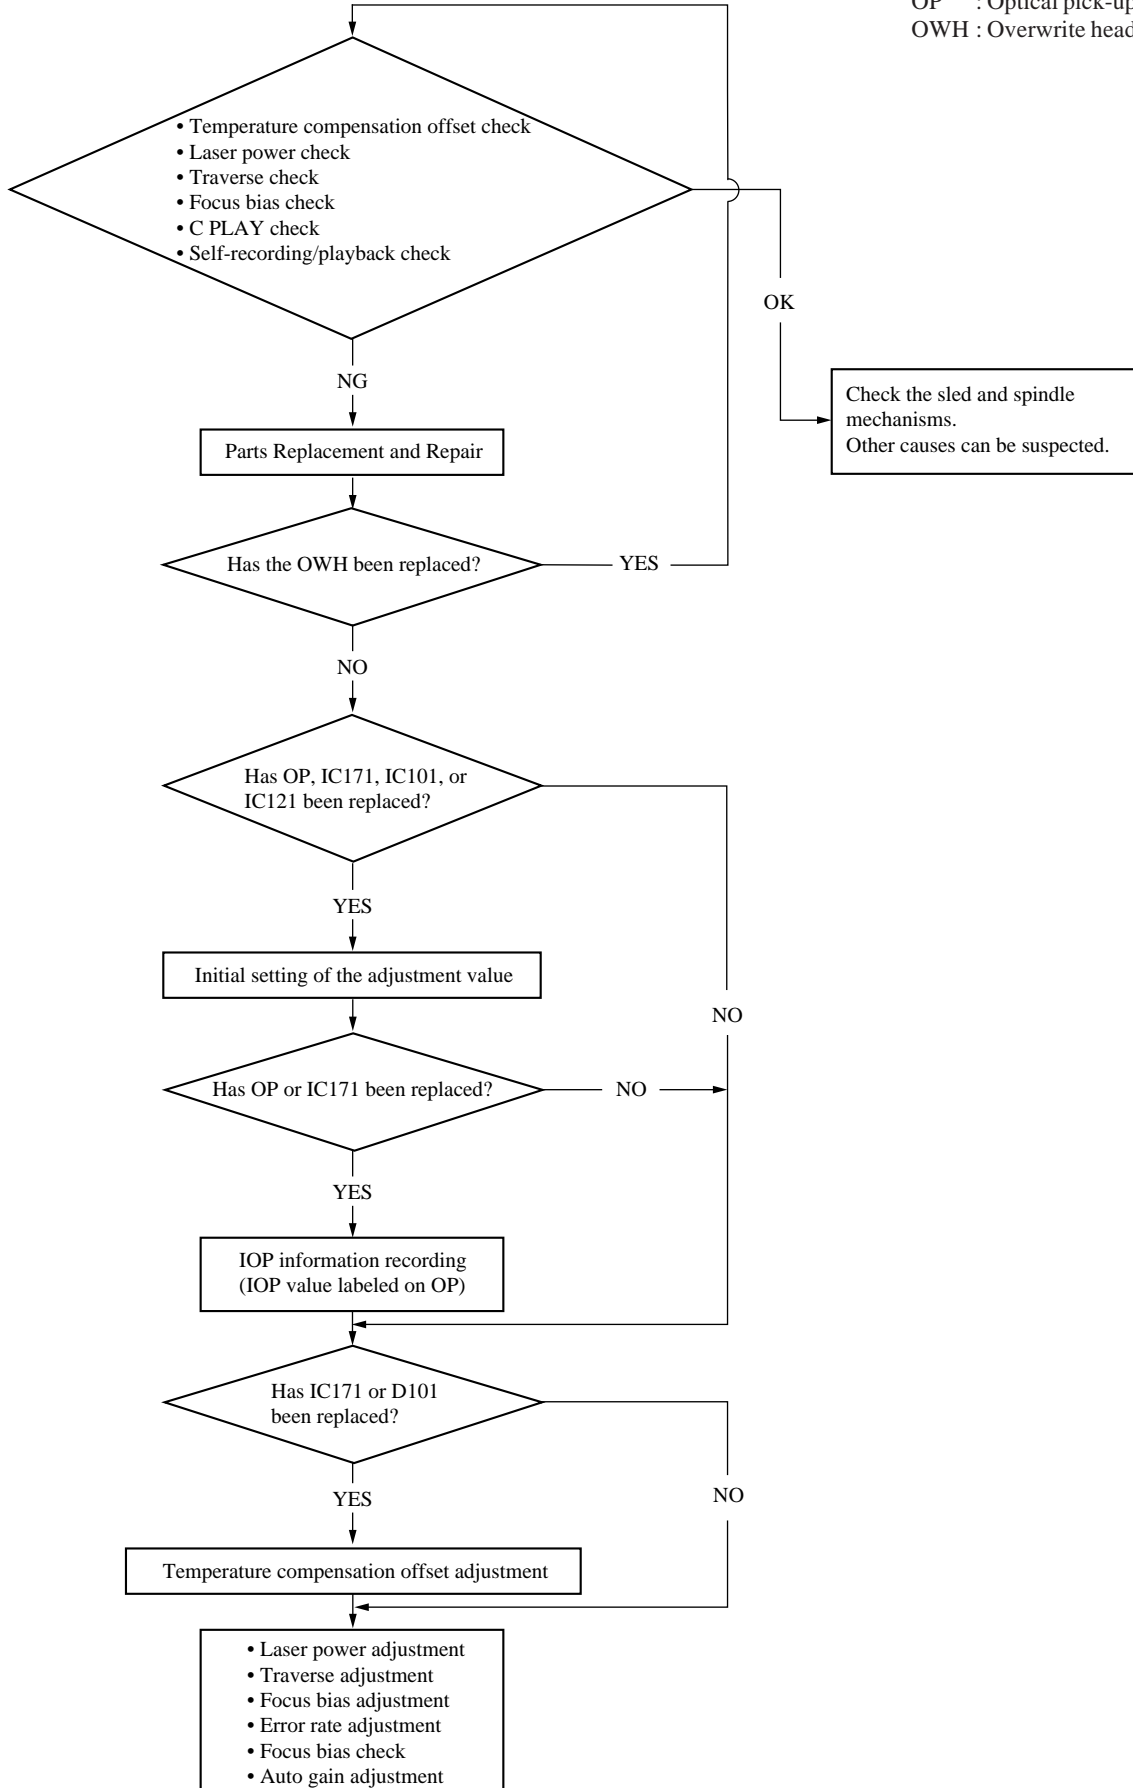 OP : Optical pick-up
OWH : Overwrite head
• Temperature compensation offset check
• Laser power check
• Traverse check
• Focus bias check
• C PLAY check
• Self-recording/playback check
OK
NG
Check the sled and spindle
mechanisms.
Other causes can be suspected.
Parts Replacement and Repair
Has the OWH been replaced?
YES
NO
Has OP, IC171, IC101, or
IC121 been replaced?
YES
Initial setting of the adjustment value
NO
Has OP or IC171 been replaced?
NO
YES
IOP information recording
(IOP value labeled on OP)
Has IC171 or D101
been replaced?
YES
NO
Temperature compensation offset adjustment
• Laser power adjustment
• Traverse adjustment
• Focus bias adjustment
• Error rate adjustment
• Focus bias check
• Auto gain adjustment